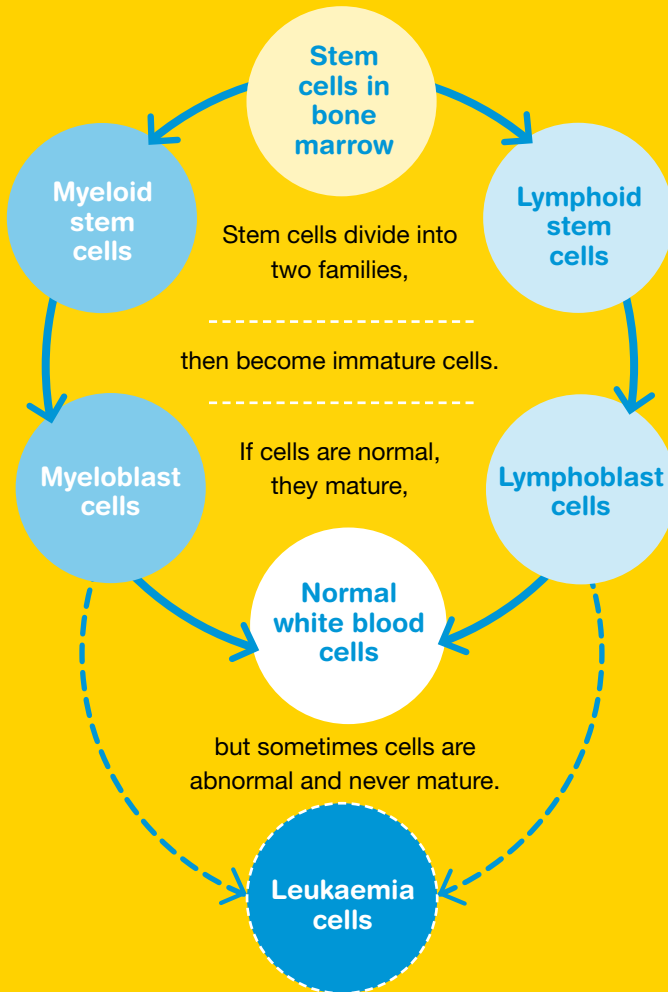 Stem
cells in
bone
marrow
Myeloid
stem
cells
Lymphoid
stem
cells
Stem cells divide into
two families,
then become immature cells.
Myeloblast
cells
If cells are normal,
they mature,
Lymphoblast
cells
Normal
white blood
cells
but sometimes cells are
abnormal and never mature.
Leukaemia
cells